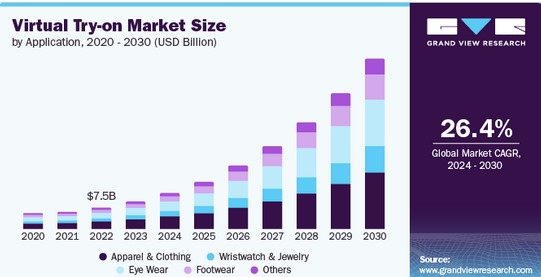 Virtual Try-on Market Size
by Application, 2020 - 2030 (USD Billion)
$7.5B
2020 2021 2022 2023 2024 2025 2026 2027 2028 2029 2030
Apparel & Clothing Wristwatch & Jewelry
Eye Wear Footwear Others
GRAND VIEW RESEARCH
26.4%
Global Market CAGR,
2024 - 2030
Source:
www.grandviewresearch.com